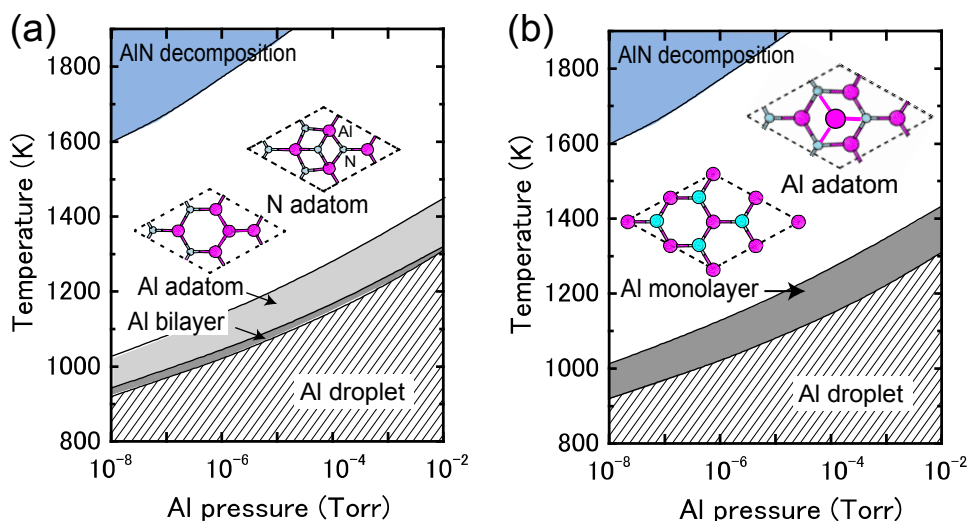 (a)
AlN decomposition
1800
1600
1400
1200
1000
800
Temperature (K)
Al
N
N adatom
Al adatom
Al bilayer
Al droplet
10⁻⁸
10⁻⁶
10⁻⁴
10⁻²
Al pressure (Torr)
(b)
AlN decomposition
1800
1600
1400
1200
1000
800
Temperature (K)
Al adatom
Al monolayer
Al droplet
10⁻⁸
10⁻⁶
10⁻⁴
10⁻²
Al pressure (Torr)